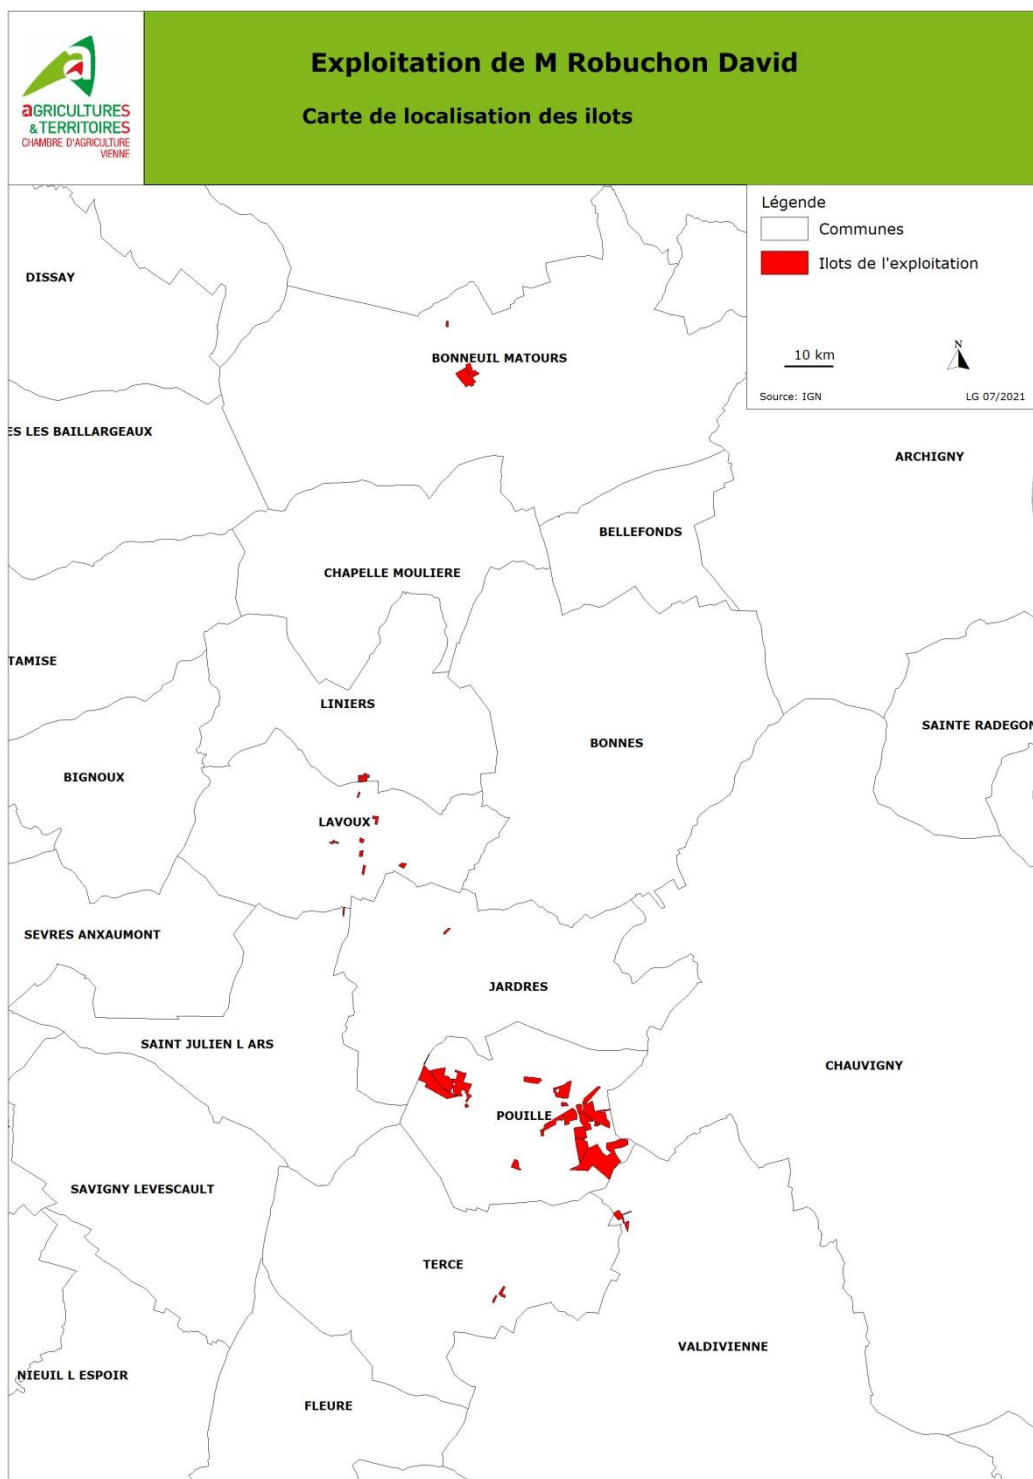 Exploitation de M Robuchon David
Carte de localisation des ilots
aGRICULTURES
& TERRITOIRES
CHAMBRE D'AGRICULTURE
VIENNE
Légende
Communes
Ilots de l'exploitation
10 km
N
Source: IGN
LG 07/2021
DISSAY
BONNEUIL MATOURS
ES LES BAILLARGEAUX
ARCHIGNY
BELLEFONDS
CHAPELLE MOULIERE
TAMISE
LINIERS
SAINTE RADEGON
BONNES
BIGNOUX
LAVOUX
SEVRES ANXAUMONT
JARDRES
SAINT JULIEN L ARS
CHAUVIGNY
POUILLE
SAVIGNY LEVESCAULT
TERCE
VALDIVIENNE
NIEUIL L ESPOIR
FLEURE